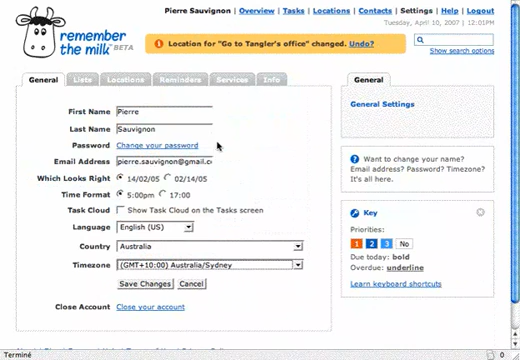 Pierre Sauvignon | Overview | Tasks | Locations | Contacts | Settings | Help | Logout
Tuesday, April 10, 2007 | 12:01PM
remember
the milk BETA
Location for "Go to Tangler's office" changed. Undo?
Show search options
General Lists Locations Reminders Services Info
First Name Pierre
Last Name Sauvignon
Password Change your password
Email Address pierre.sauvignon@gmail.c
Which Looks Right 14/02/05 02/14/05
Time Format 5:00pm 17:00
Task Cloud Show Task Cloud on the Tasks screen
Language English (US)
Country Australia
Timezone (GMT+10:00) Australia/Sydney
Save Changes Cancel
Close Account Close your account
General
General Settings
Want to change your name?
Email address? Password? Timezone?
It's all here.
Key
Priorities:
1 2 3 No
Due today: bold
Overdue: underline
Learn keyboard shortcuts
Terminé 0